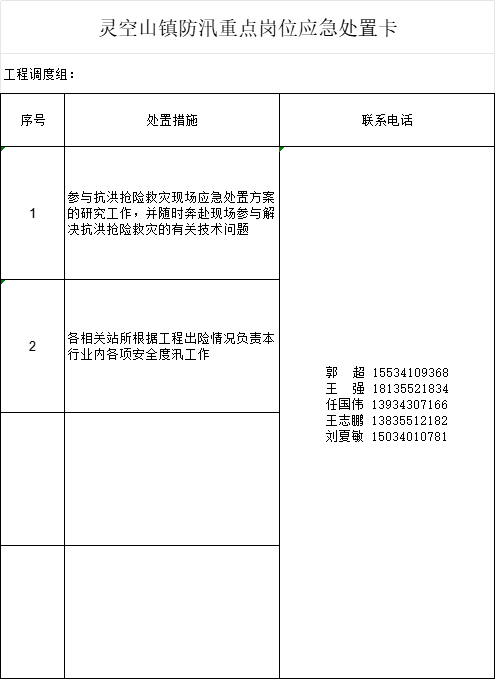 灵空山镇防汛重点岗位应急处置卡
工程调度组：
序号
处置措施
联系电话
1
参与抗洪抢险救灾现场应急处置方案
的研究工作，并随时奔赴现场参与解
决抗洪抢险救灾的有关技术问题
2
各相关站所根据工程出险情况负责本
行业内各项安全度汛工作
郭　超 15534109368
王　强 18135521834
任国伟 13934307166
王志鹏 13835512182
刘夏敏 15034010781